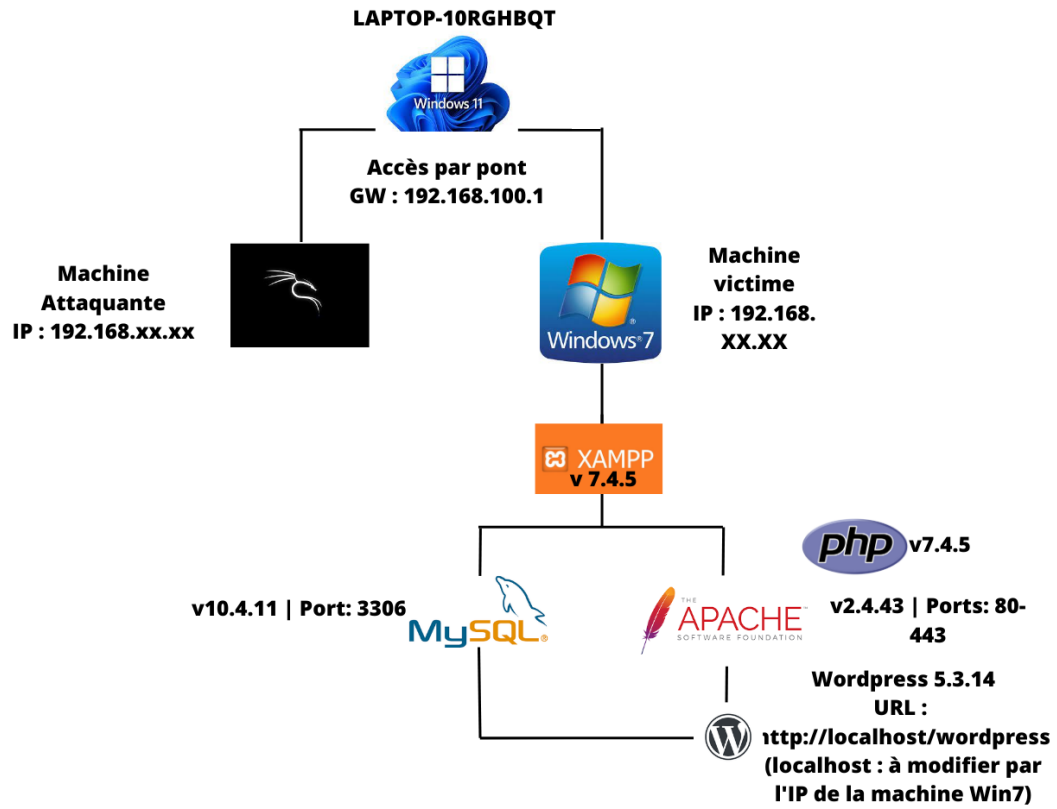 LAPTOP-10RGHBQT
Windows 11
Accès par pont
GW : 192.168.100.1
Machine
Attaquante
IP : 192.168.xx.xx
Windows®7
Machine
victime
IP : 192.168.
XX.XX
XAMPP
v 7.4.5
php
v7.4.5
v10.4.11 | Port: 3306
MySQL®
THE
APACHE™
SOFTWARE FOUNDATION
v2.4.43 | Ports: 80-
443
Wordpress 5.3.14
URL :
http://localhost/wordpress
(localhost : à modifier par
l'IP de la machine Win7)